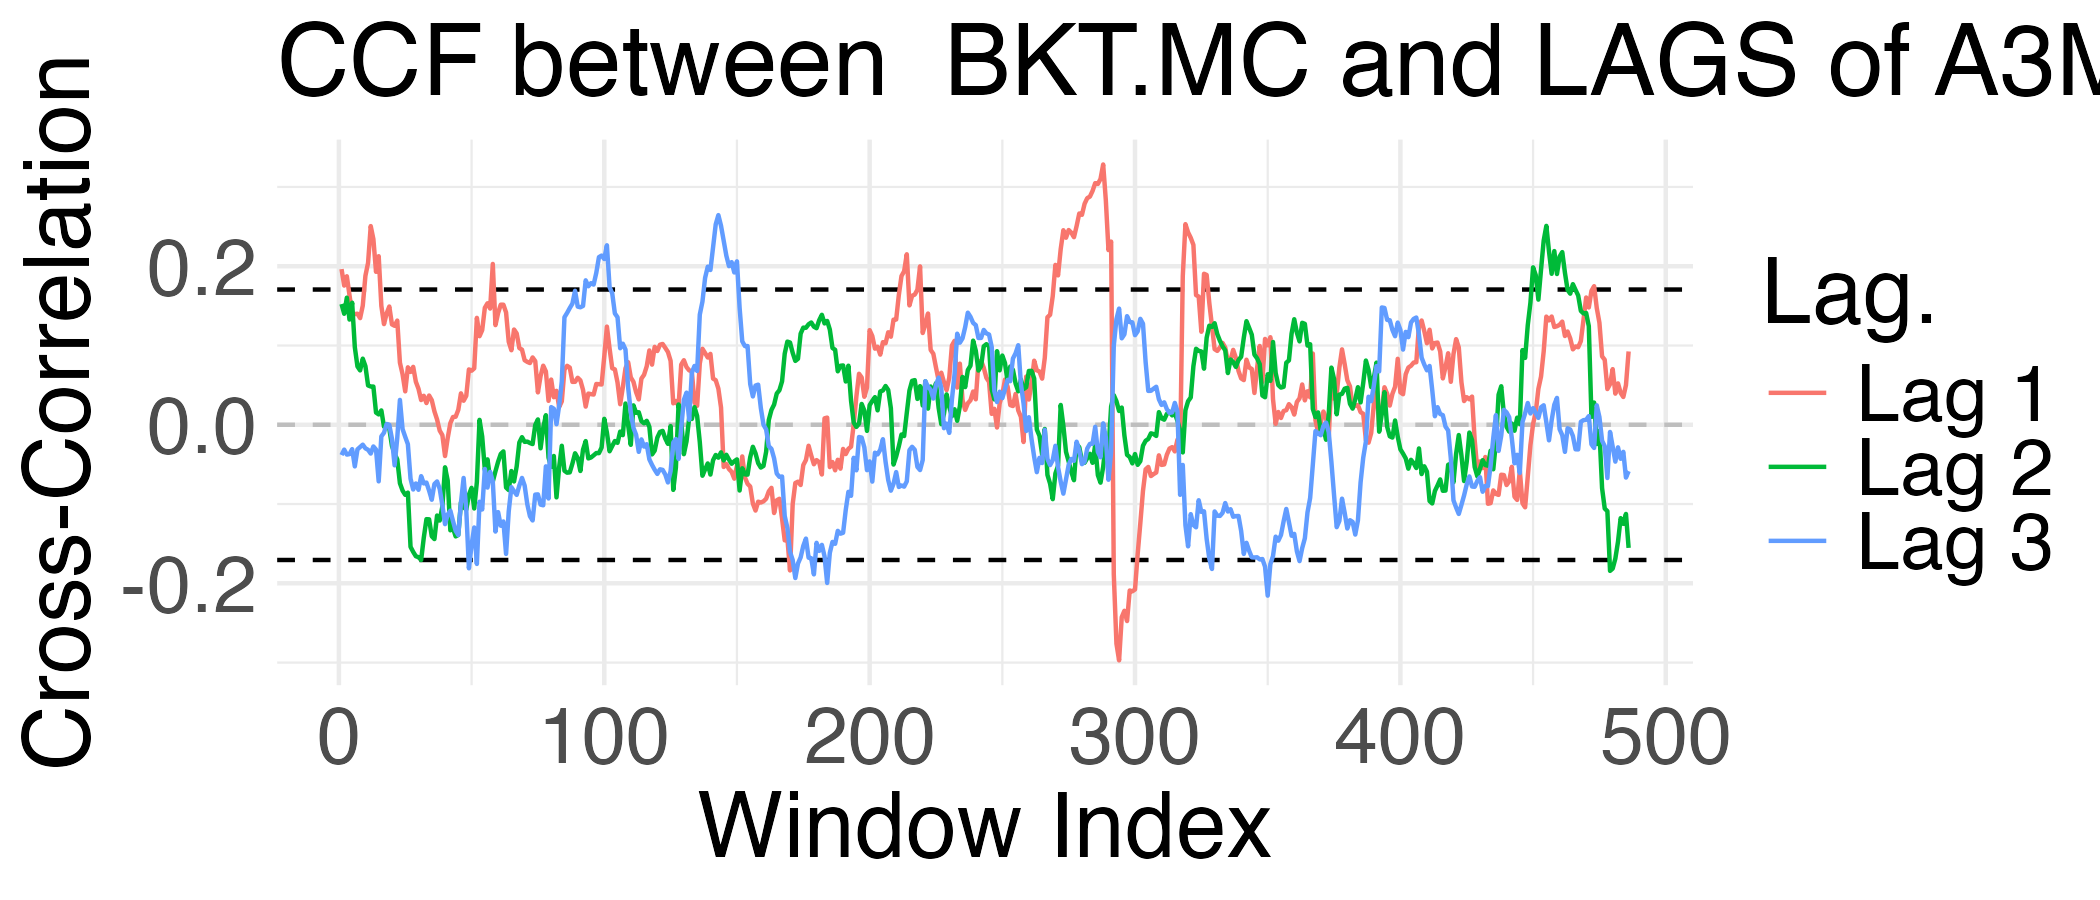 CCF between BKT.MC and LAGS of A3M
Cross-Correlation
0.2
0.0
-0.2
0 100 200 300 400 500
Window Index
Lag.
Lag 1
Lag 2
Lag 3